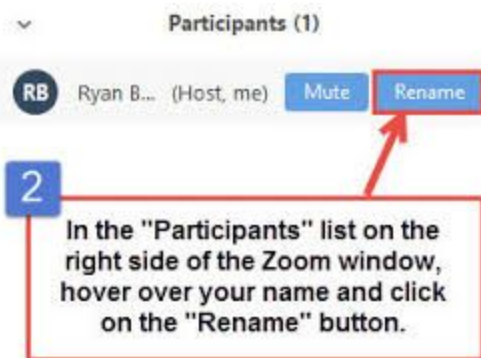 Participants (1)
RB Ryan B... (Host, me) Mute Rename
2
In the "Participants" list on the
right side of the Zoom window,
hover over your name and click
on the "Rename" button.